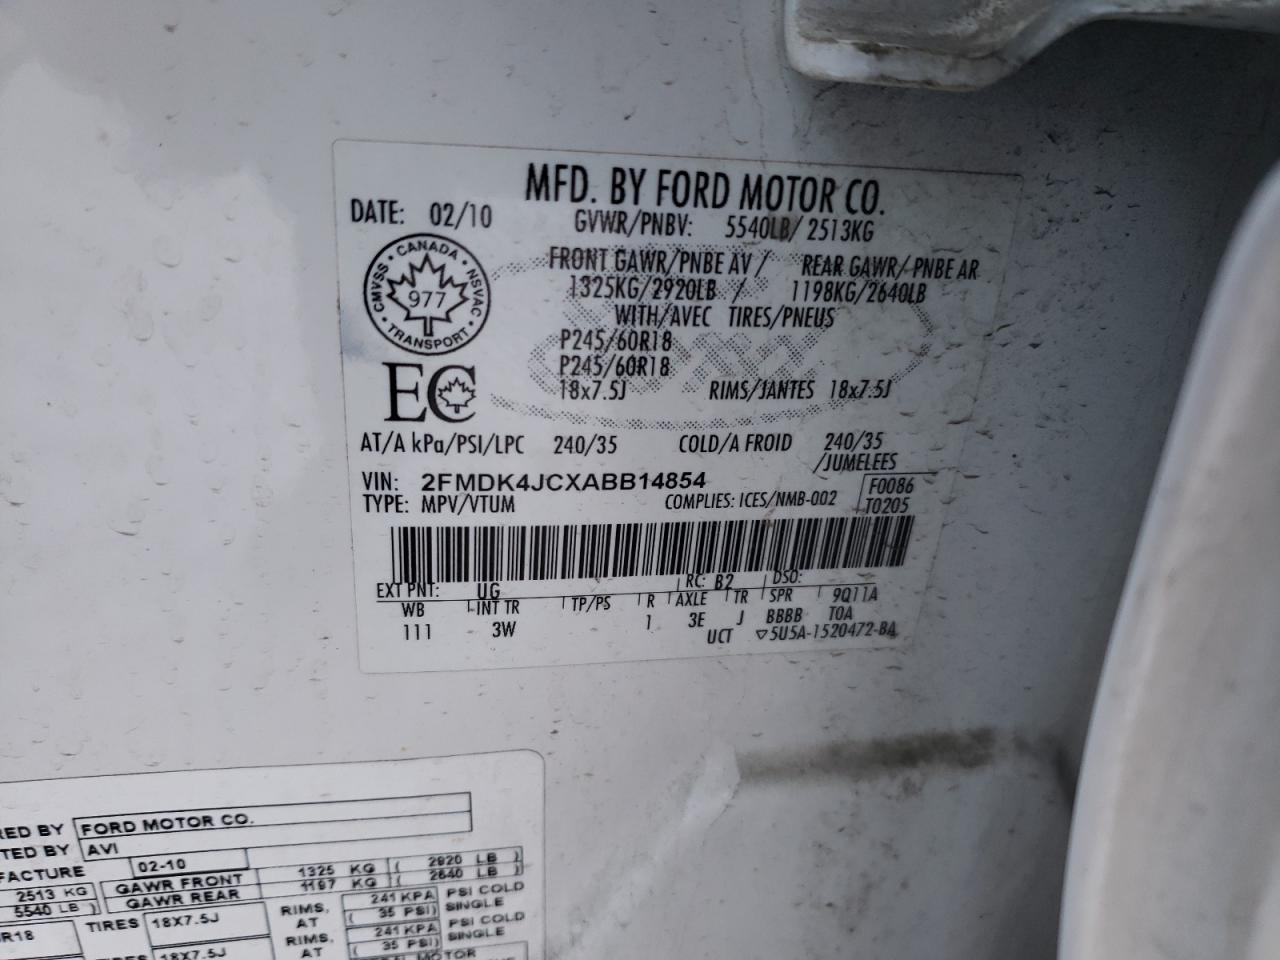 MFD. BY FORD MOTOR CO.
DATE: 02/10 GVWR/PNBV: 5540LB/ 2513KG
FRONT GAWR/PNBE AV / REAR GAWR/PNBE AR
1325KG/2920LB / 1198KG/2640LB
WITH/AVEC TIRES/PNEUS
CANADA
CMVSS 977 NSVAC
TRANSPORT
P245/60R18
P245/60R18
18x7.5J RIMS/JANTES 18x7.5J
EC
AT/A kPa/PSI/LPC 240/35 COLD/A FROID 240/35
/JUMELEES
VIN: 2FMDK4JCXABB14854 F0086
TYPE: MPV/VTUM COMPLIES: ICES/NMB-002 T0205
EXT PNT: UG RC: B2 DSO:
WB INT TR TP/PS R AXLE TR SPR 9Q11A
111 3W 1 3E J BBBB TOA
UCT ▽5U5A-1520472-BA
RED BY FORD MOTOR CO.
TED BY AVI
FACTURE 02-10
2513 KG GAWR FRONT 1325 KG ( 2920 LB )
5540 LB ) GAWR REAR 1197 KG ( 2640 LB )
R18 TIRES 18X7.5J RIMS, AT 241 KPA ( 35 PSI) PSI COLD SINGLE
18X7.5J RIMS, AT 241 KPA ( 35 PSI) PSI COLD SINGLE
MOTOR